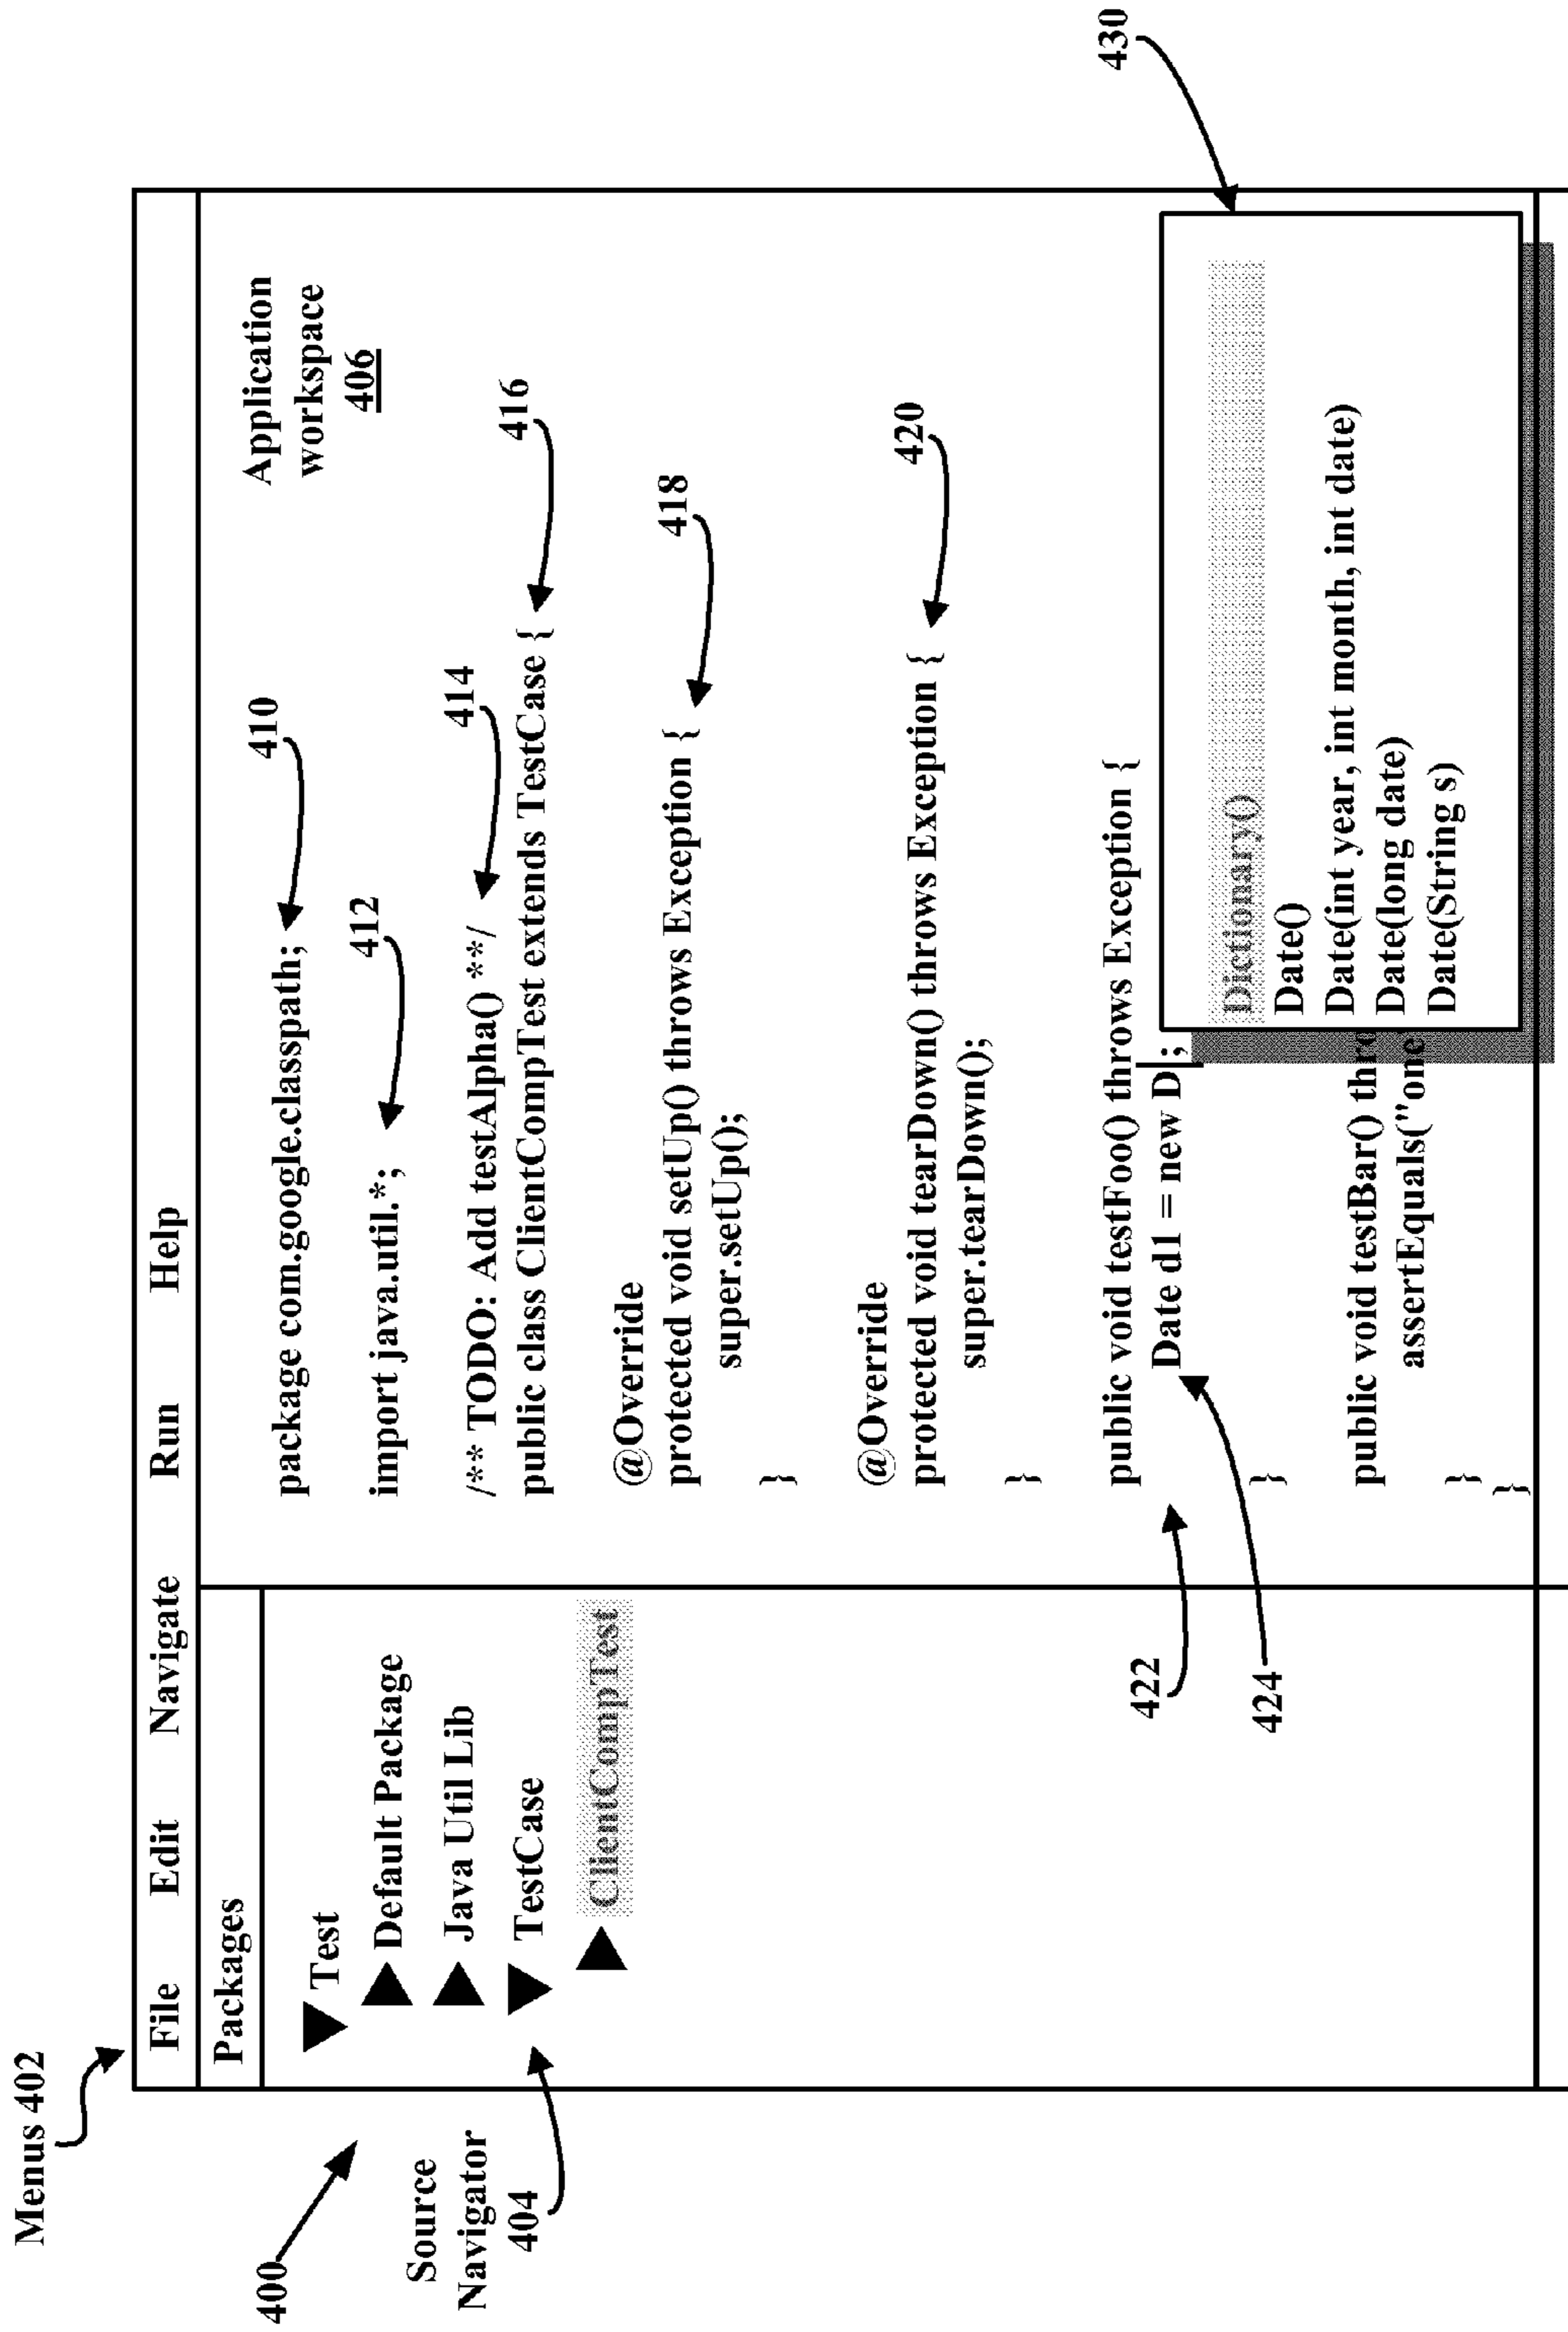 Menus 402
400
File Edit Navigate Run Help
Packages
Source
Navigator
404
Test
Default Package
Java Util Lib
TestCase
ClientCompTest
Application
workspace
406
package com.google.classpath;
410
import java.util.*;
412
/** TODO: Add testAlpha() **/
414
public class ClientCompTest extends TestCase {
416
@Override
protected void setUp() throws Exception {
418
super.setUp();
}
@Override
protected void tearDown() throws Exception {
420
super.tearDown();
}
public void testFoo() throws Exception {
422
Date d1 = new D;
424
}
430
Dictionary()
Date()
Date(int year, int month, int date)
Date(long date)
Date(String s)
public void testBar() thro
assertEquals("one
}
}